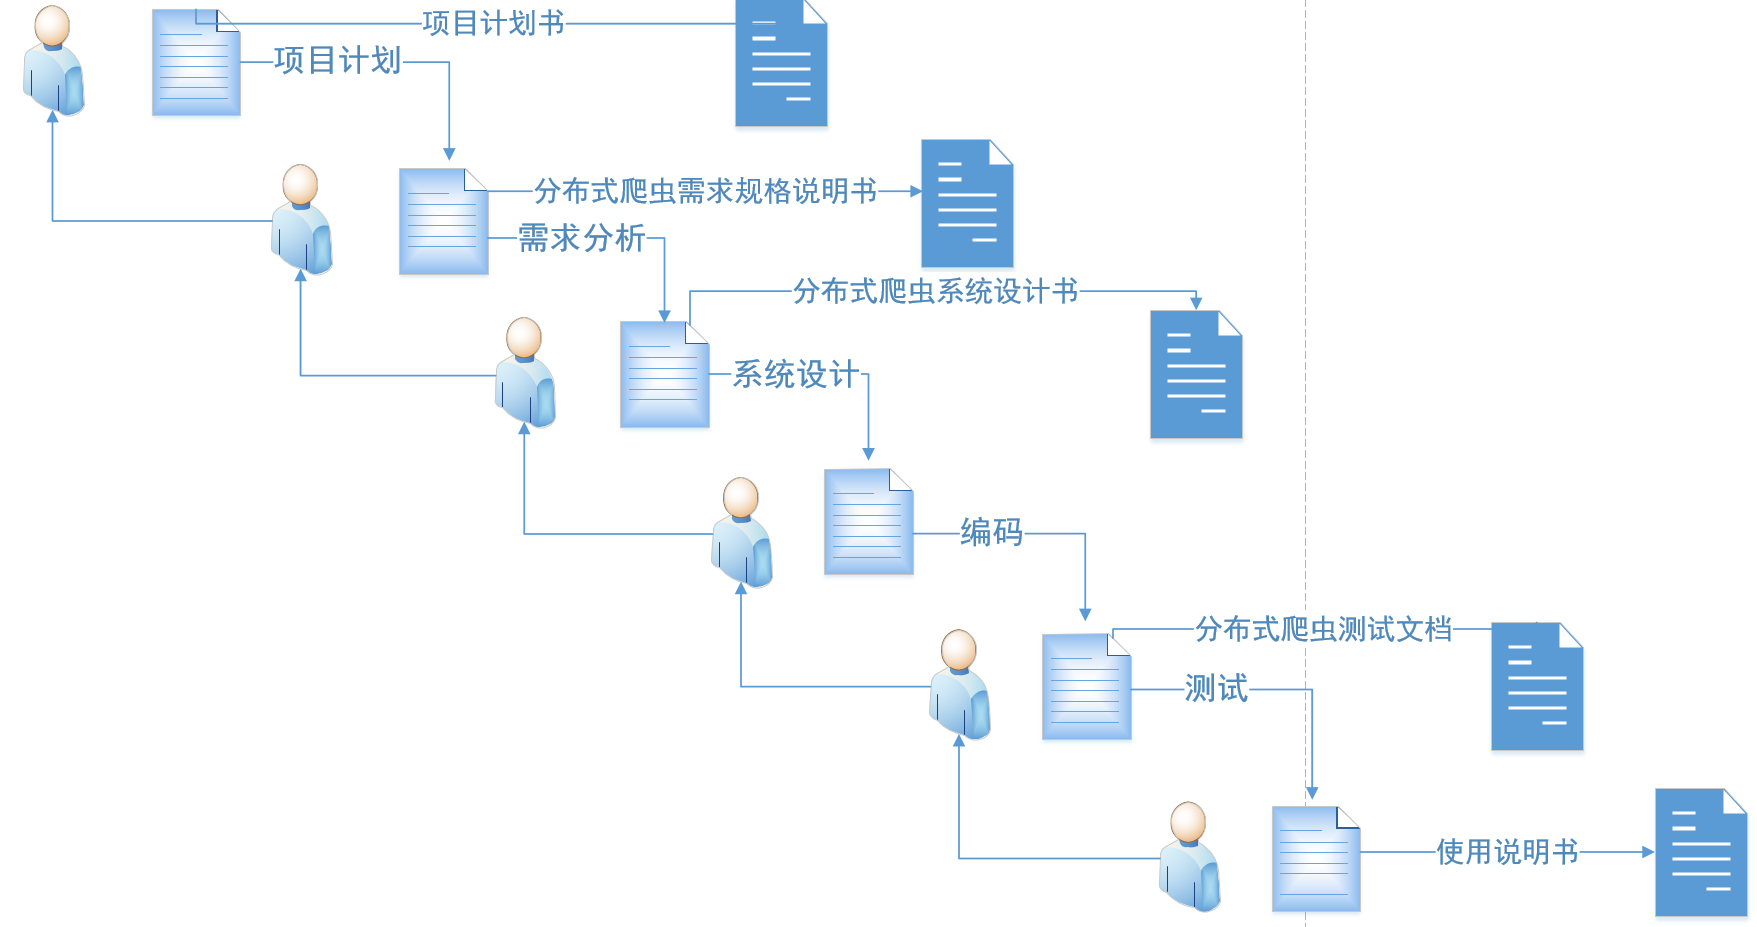 项目计划书
项目计划
分布式爬虫需求规格说明书
需求分析
分布式爬虫系统设计书
系统设计
编码
分布式爬虫测试文档
测试
使用说明书